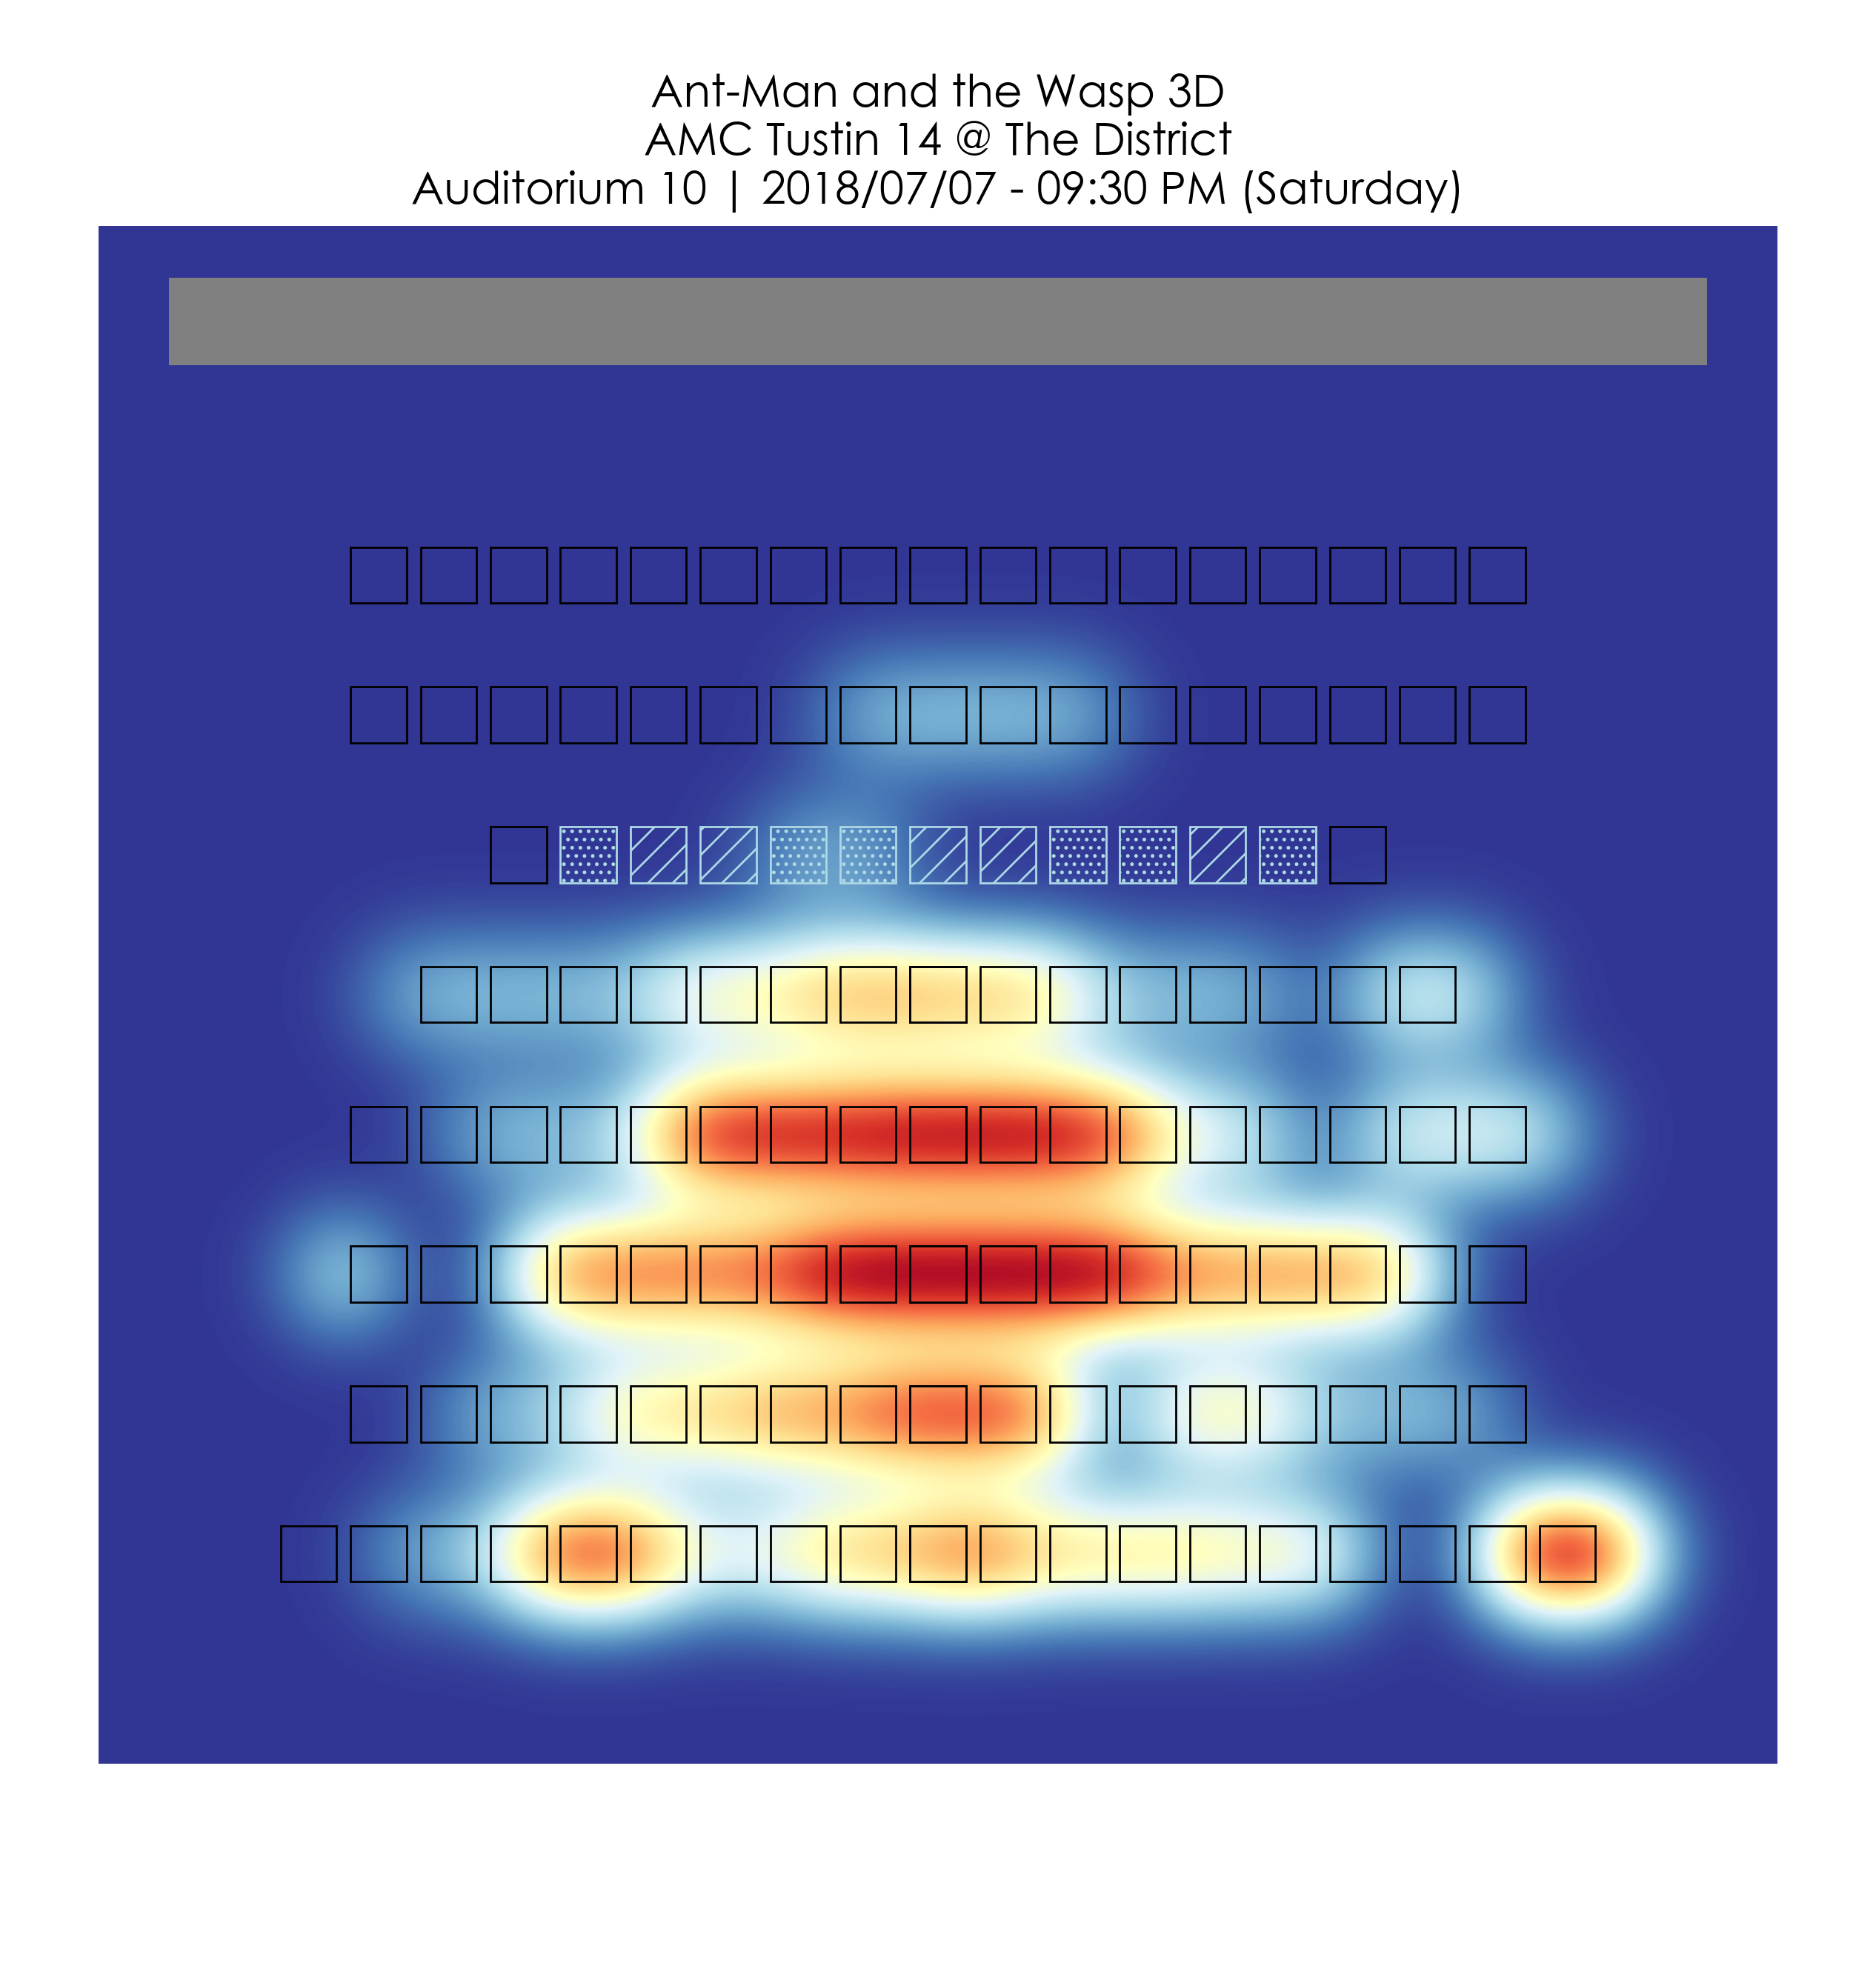 Ant-Man and the Wasp 3D
AMC Tustin 14 @ The District
Auditorium 10 | 2018/07/07 - 09:30 PM (Saturday)